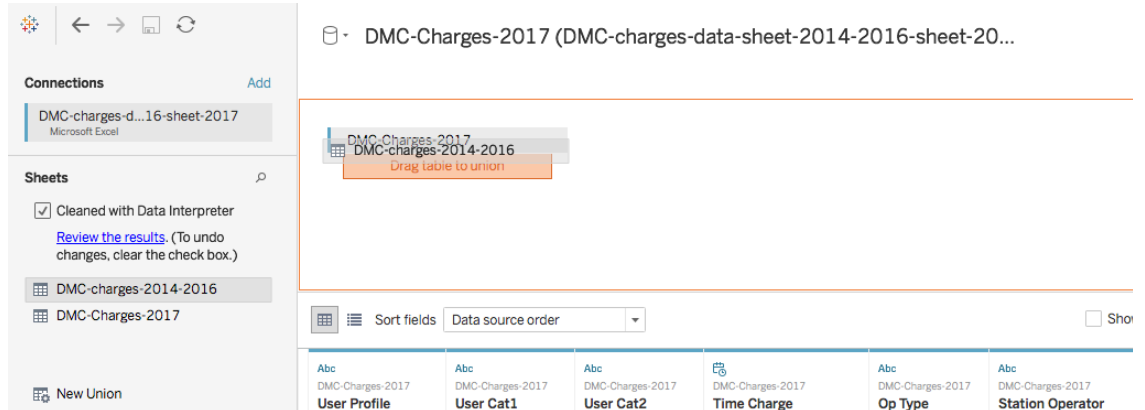 DMC-Charges-2017 (DMC-charges-data-sheet-2014-2016-sheet-20...
Connections Add
DMC-charges-d...16-sheet-2017
Microsoft Excel
DMC-Charges-2017
DMC-charges-2014-2016
Drag table to union
Sheets
Cleaned with Data Interpreter
Review the results. (To undo
changes, clear the check box.)
DMC-charges-2014-2016
DMC-Charges-2017
New Union
Sort fields Data source order Show
Abc Abc Abc Abc Abc
DMC-Charges-2017 DMC-Charges-2017 DMC-Charges-2017 DMC-Charges-2017 DMC-Charges-2017 DMC-Charges-2017
User Profile User Cat1 User Cat2 Time Charge Op Type Station Operator